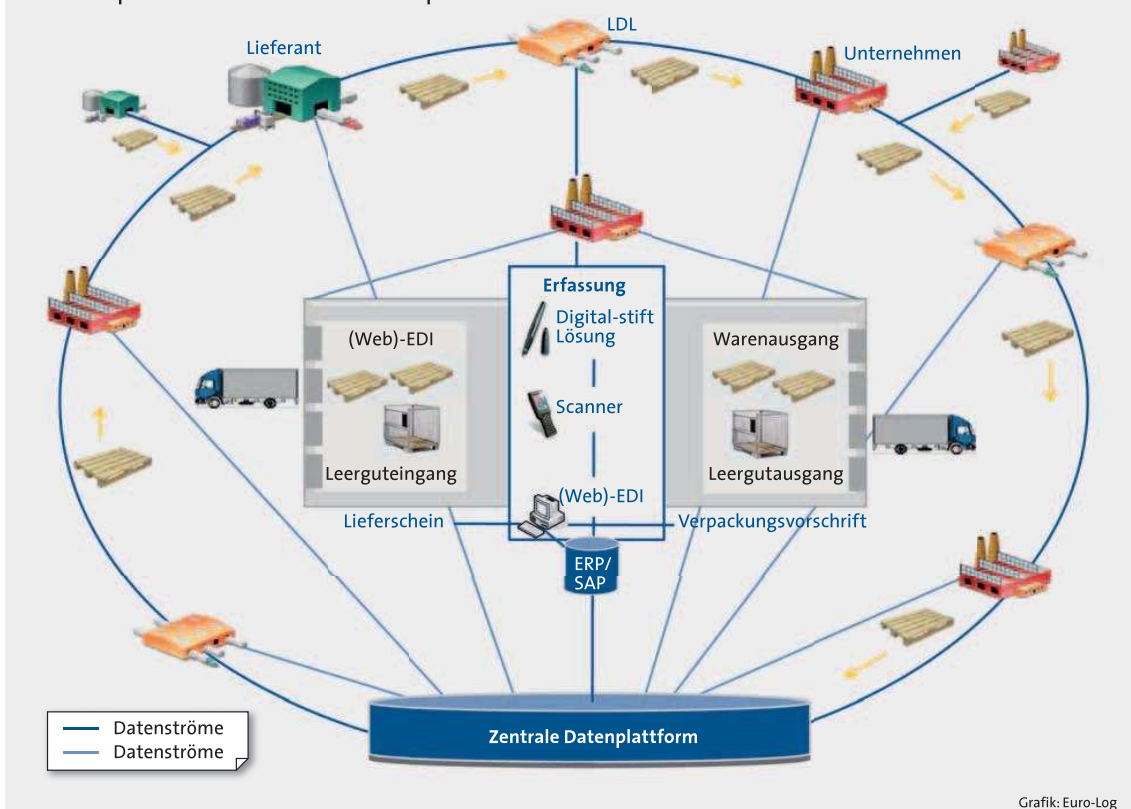 LDL
Lieferant
Unternehmen
Erfassung
Digital-stift
Lösung
(Web)-EDI
Warenausgang
Scanner
Leerguteingang
Leergutausgang
(Web)-EDI
Lieferschein
Verpackungsvorschrift
ERP/
SAP
Zentrale Datenplattform
Datenströme
Datenströme
Grafik: Euro-Log